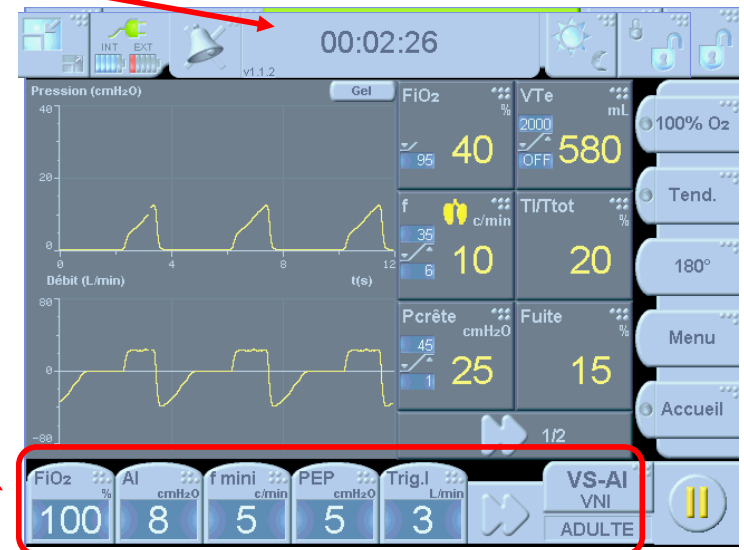 INT EXT
v1.1.2
00:02:26
Pression (cmH₂O)
Gel
40
20
0
0 4 8 12
Débit (L/min)
t(s)
80
0
-80
FiO₂
%
95
40
VTe
mL
2000
OFF
580
f
c/min
35
6
10
TI/Ttot
%
20
Pcrête
cmH₂O
45
1
25
Fuite
%
15
1/2
100% O₂
Tend.
180°
Menu
Accueil
FiO₂
%
100
AI
cmH₂O
8
f mini
c/min
5
PEP
cmH₂O
5
Trig.I
L/min
3
VS-AI
VNI
ADULTE